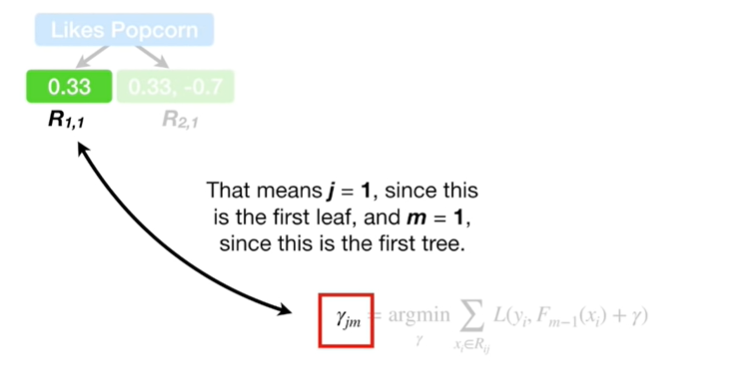 Likes Popcorn
0.33 0.33, -0.7
R1,1 R2,1
That means j = 1, since this
is the first leaf, and m = 1,
since this is the first tree.
γjm = argmin ∑ L(yi, Fm−1(xi) + γ)
γ xi∈Rij